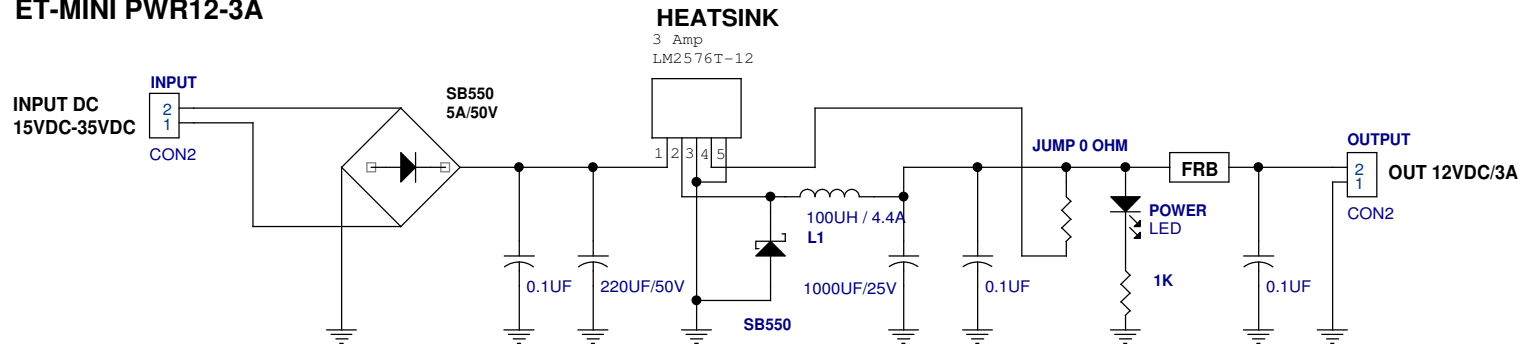 ET-MINI PWR12-3A
HEATSINK
3 Amp
LM2576T-12
INPUT
INPUT DC
15VDC-35VDC
2
1
CON2
SB550
5A/50V
1 2 3 4 5
JUMP 0 OHM
FRB
OUTPUT
2
1
OUT 12VDC/3A
CON2
100UH / 4.4A
L1
POWER
LED
0.1UF
220UF/50V
1000UF/25V
0.1UF
1K
0.1UF
SB550